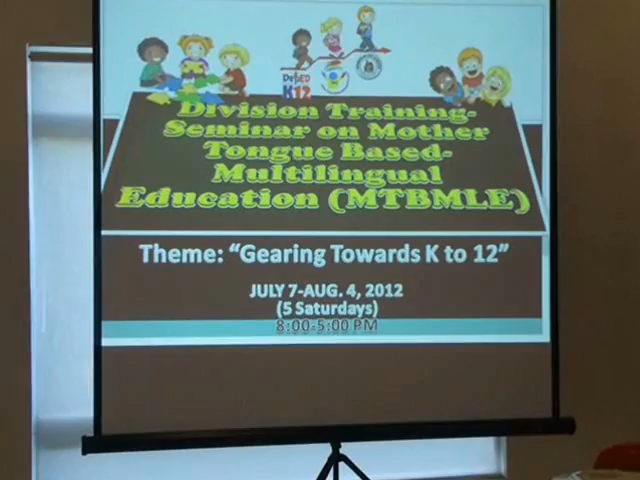 DepED
K12
Division Training-
Seminar on Mother
Tongue Based-
Multilingual
Education (MTBMLE)
Theme: “Gearing Towards K to 12”
JULY 7-AUG. 4, 2012
(5 Saturdays)
8:00-5:00 PM